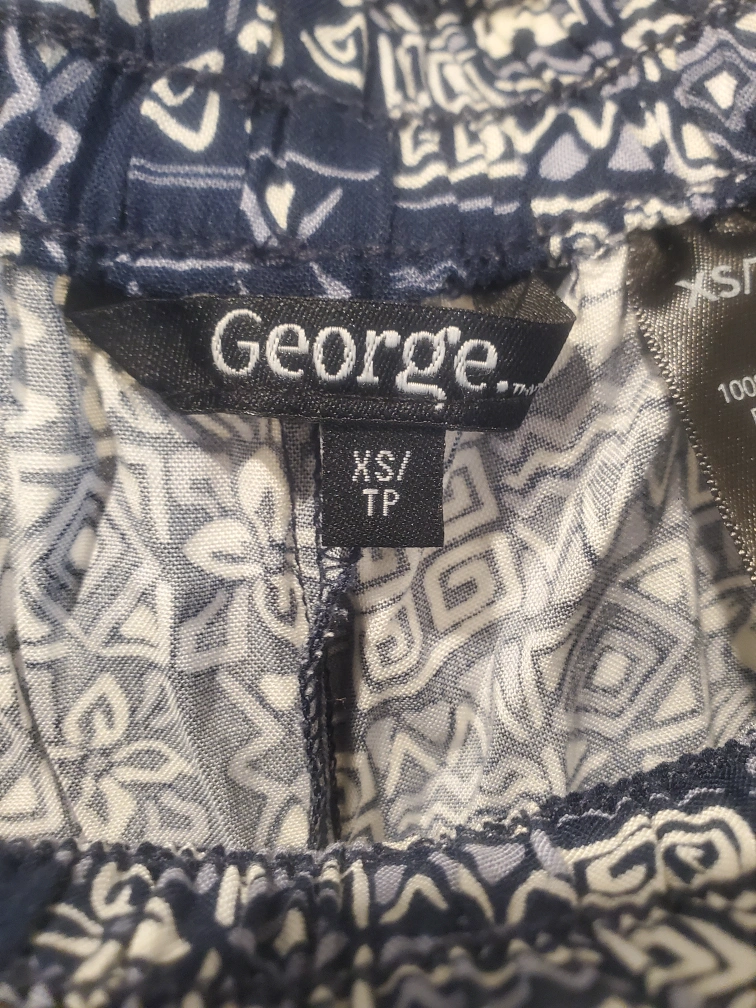 George.™
XS/
TP
XS/
100